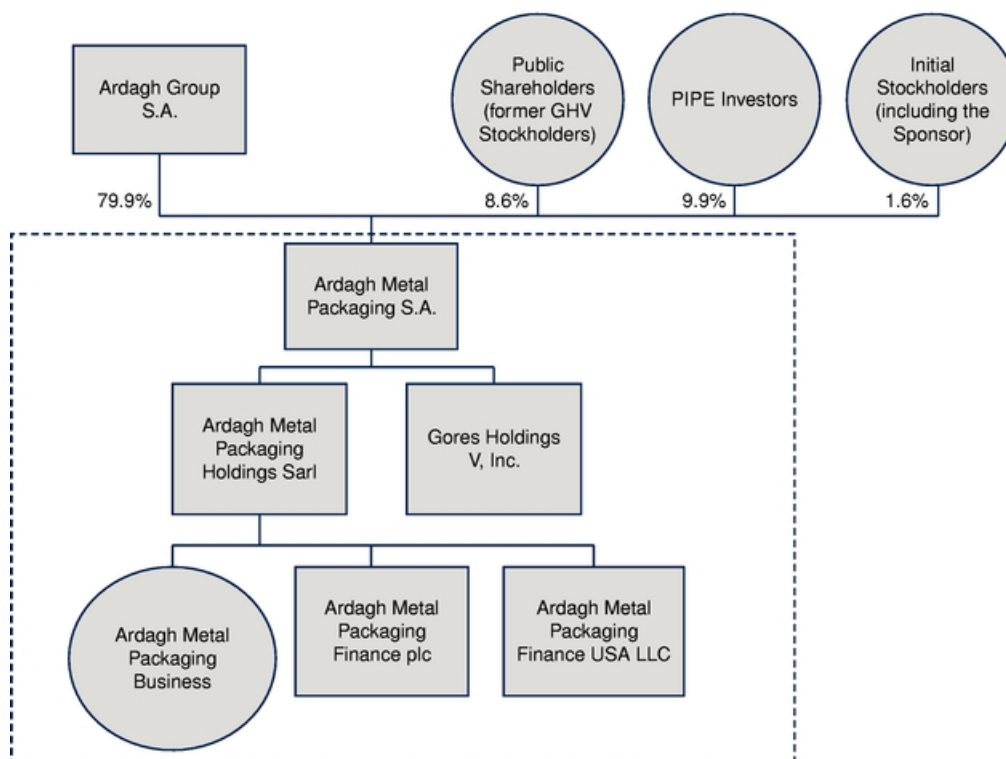 Ardagh Group
S.A.
Public
Shareholders
(former GHV
Stockholders)
PIPE Investors
Initial
Stockholders
(including the
Sponsor)
79.9%
8.6%
9.9%
1.6%
Ardagh Metal
Packaging S.A.
Ardagh Metal
Packaging
Holdings Sarl
Gores Holdings
V, Inc.
Ardagh Metal
Packaging
Business
Ardagh Metal
Packaging
Finance plc
Ardagh Metal
Packaging
Finance USA LLC